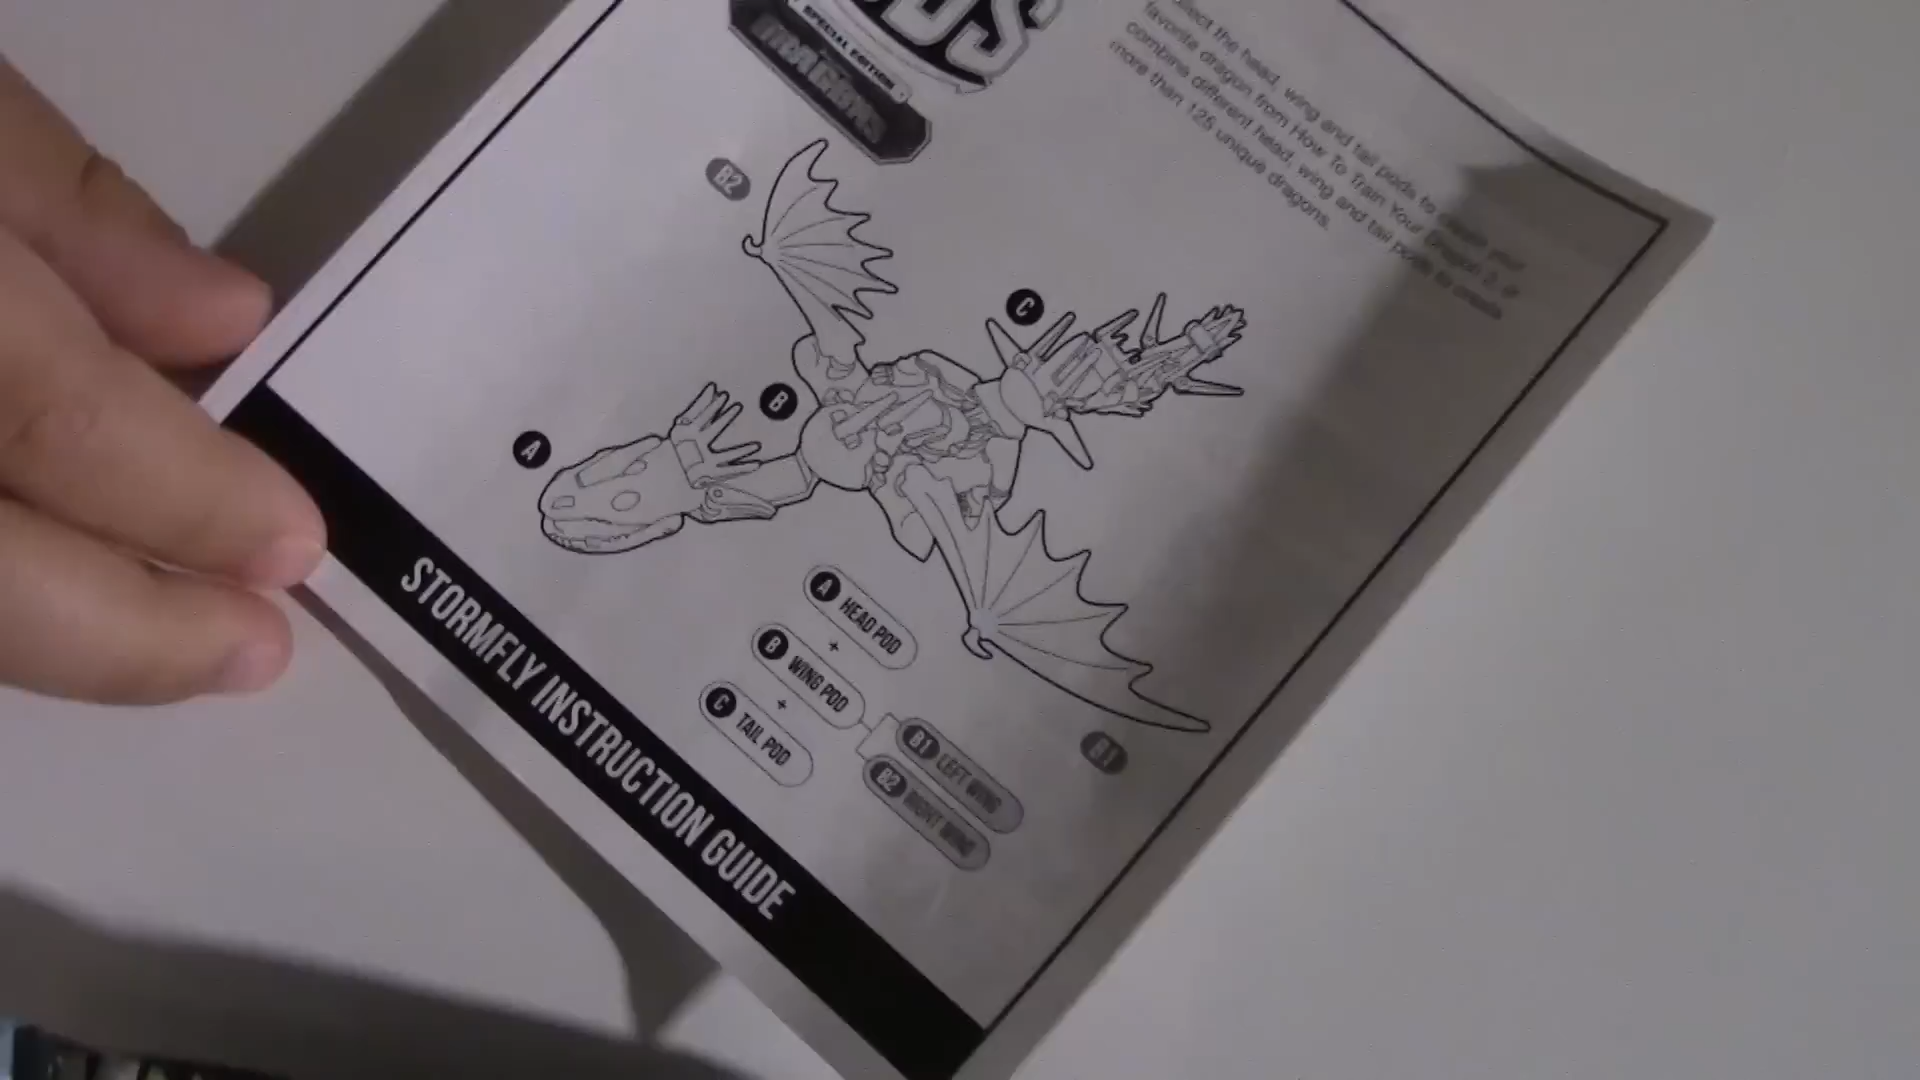 SPECIAL EDITION
DRAGONS
the head, wing and tail pods to create your
favorite dragon from How To Train Your Dragon 2, or
combine different head, wing and tail pods to create
more than 125 unique dragons.
B2
C
B
A
A HEAD POD
+
B WING POD
+
C TAIL POD
B1 LEFT WING
B2 RIGHT WING
B1
STORMFLY INSTRUCTION GUIDE